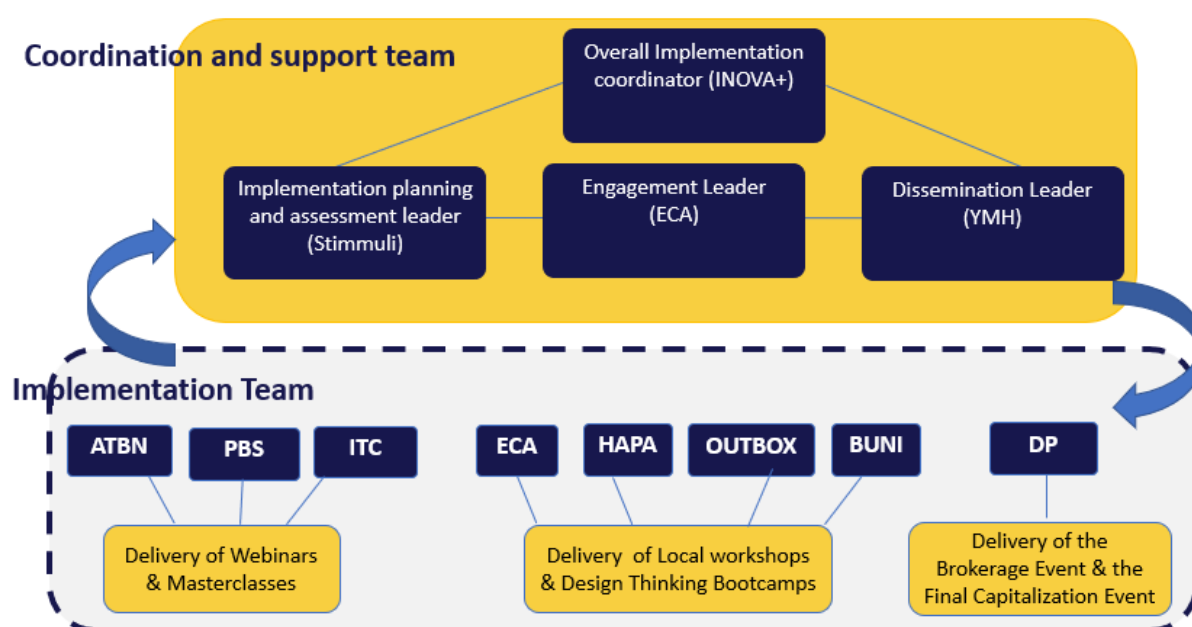 Coordination and support team
Overall Implementation
coordinator (INOVA+)
Implementation planning
and assessment leader
(Stimmuli)
Engagement Leader
(ECA)
Dissemination Leader
(YMH)
Implementation Team
ATBN
PBS
ITC
ECA
HAPA
OUTBOX
BUNI
DP
Delivery of Webinars
& Masterclasses
Delivery of Local workshops
& Design Thinking Bootcamps
Delivery of the
Brokerage Event & the
Final Capitalization Event